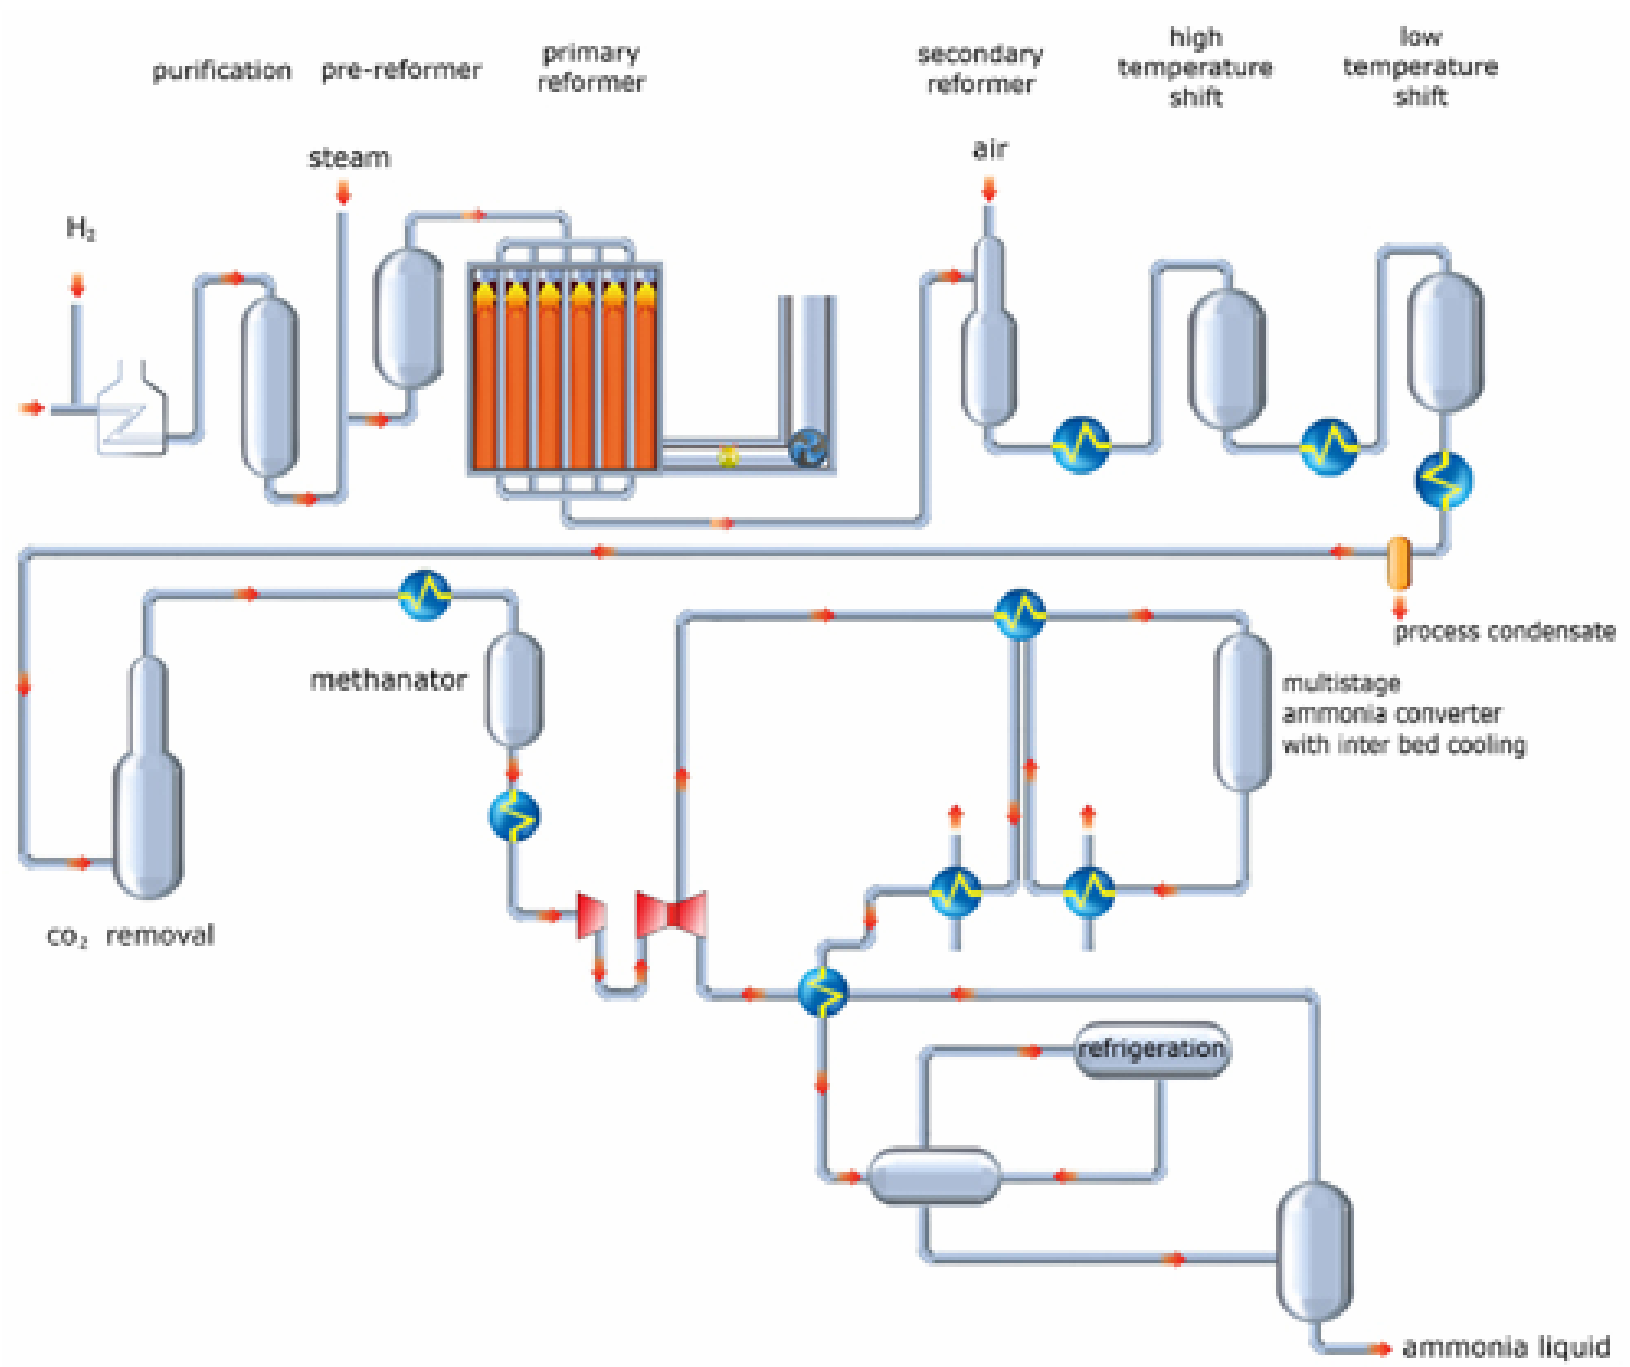 purification
pre-reformer
primary
reformer
secondary
reformer
high
temperature
shift
low
temperature
shift
steam
air
H₂
process condensate
methanator
multistage
ammonia converter
with inter bed cooling
co₂ removal
refrigeration
ammonia liquid